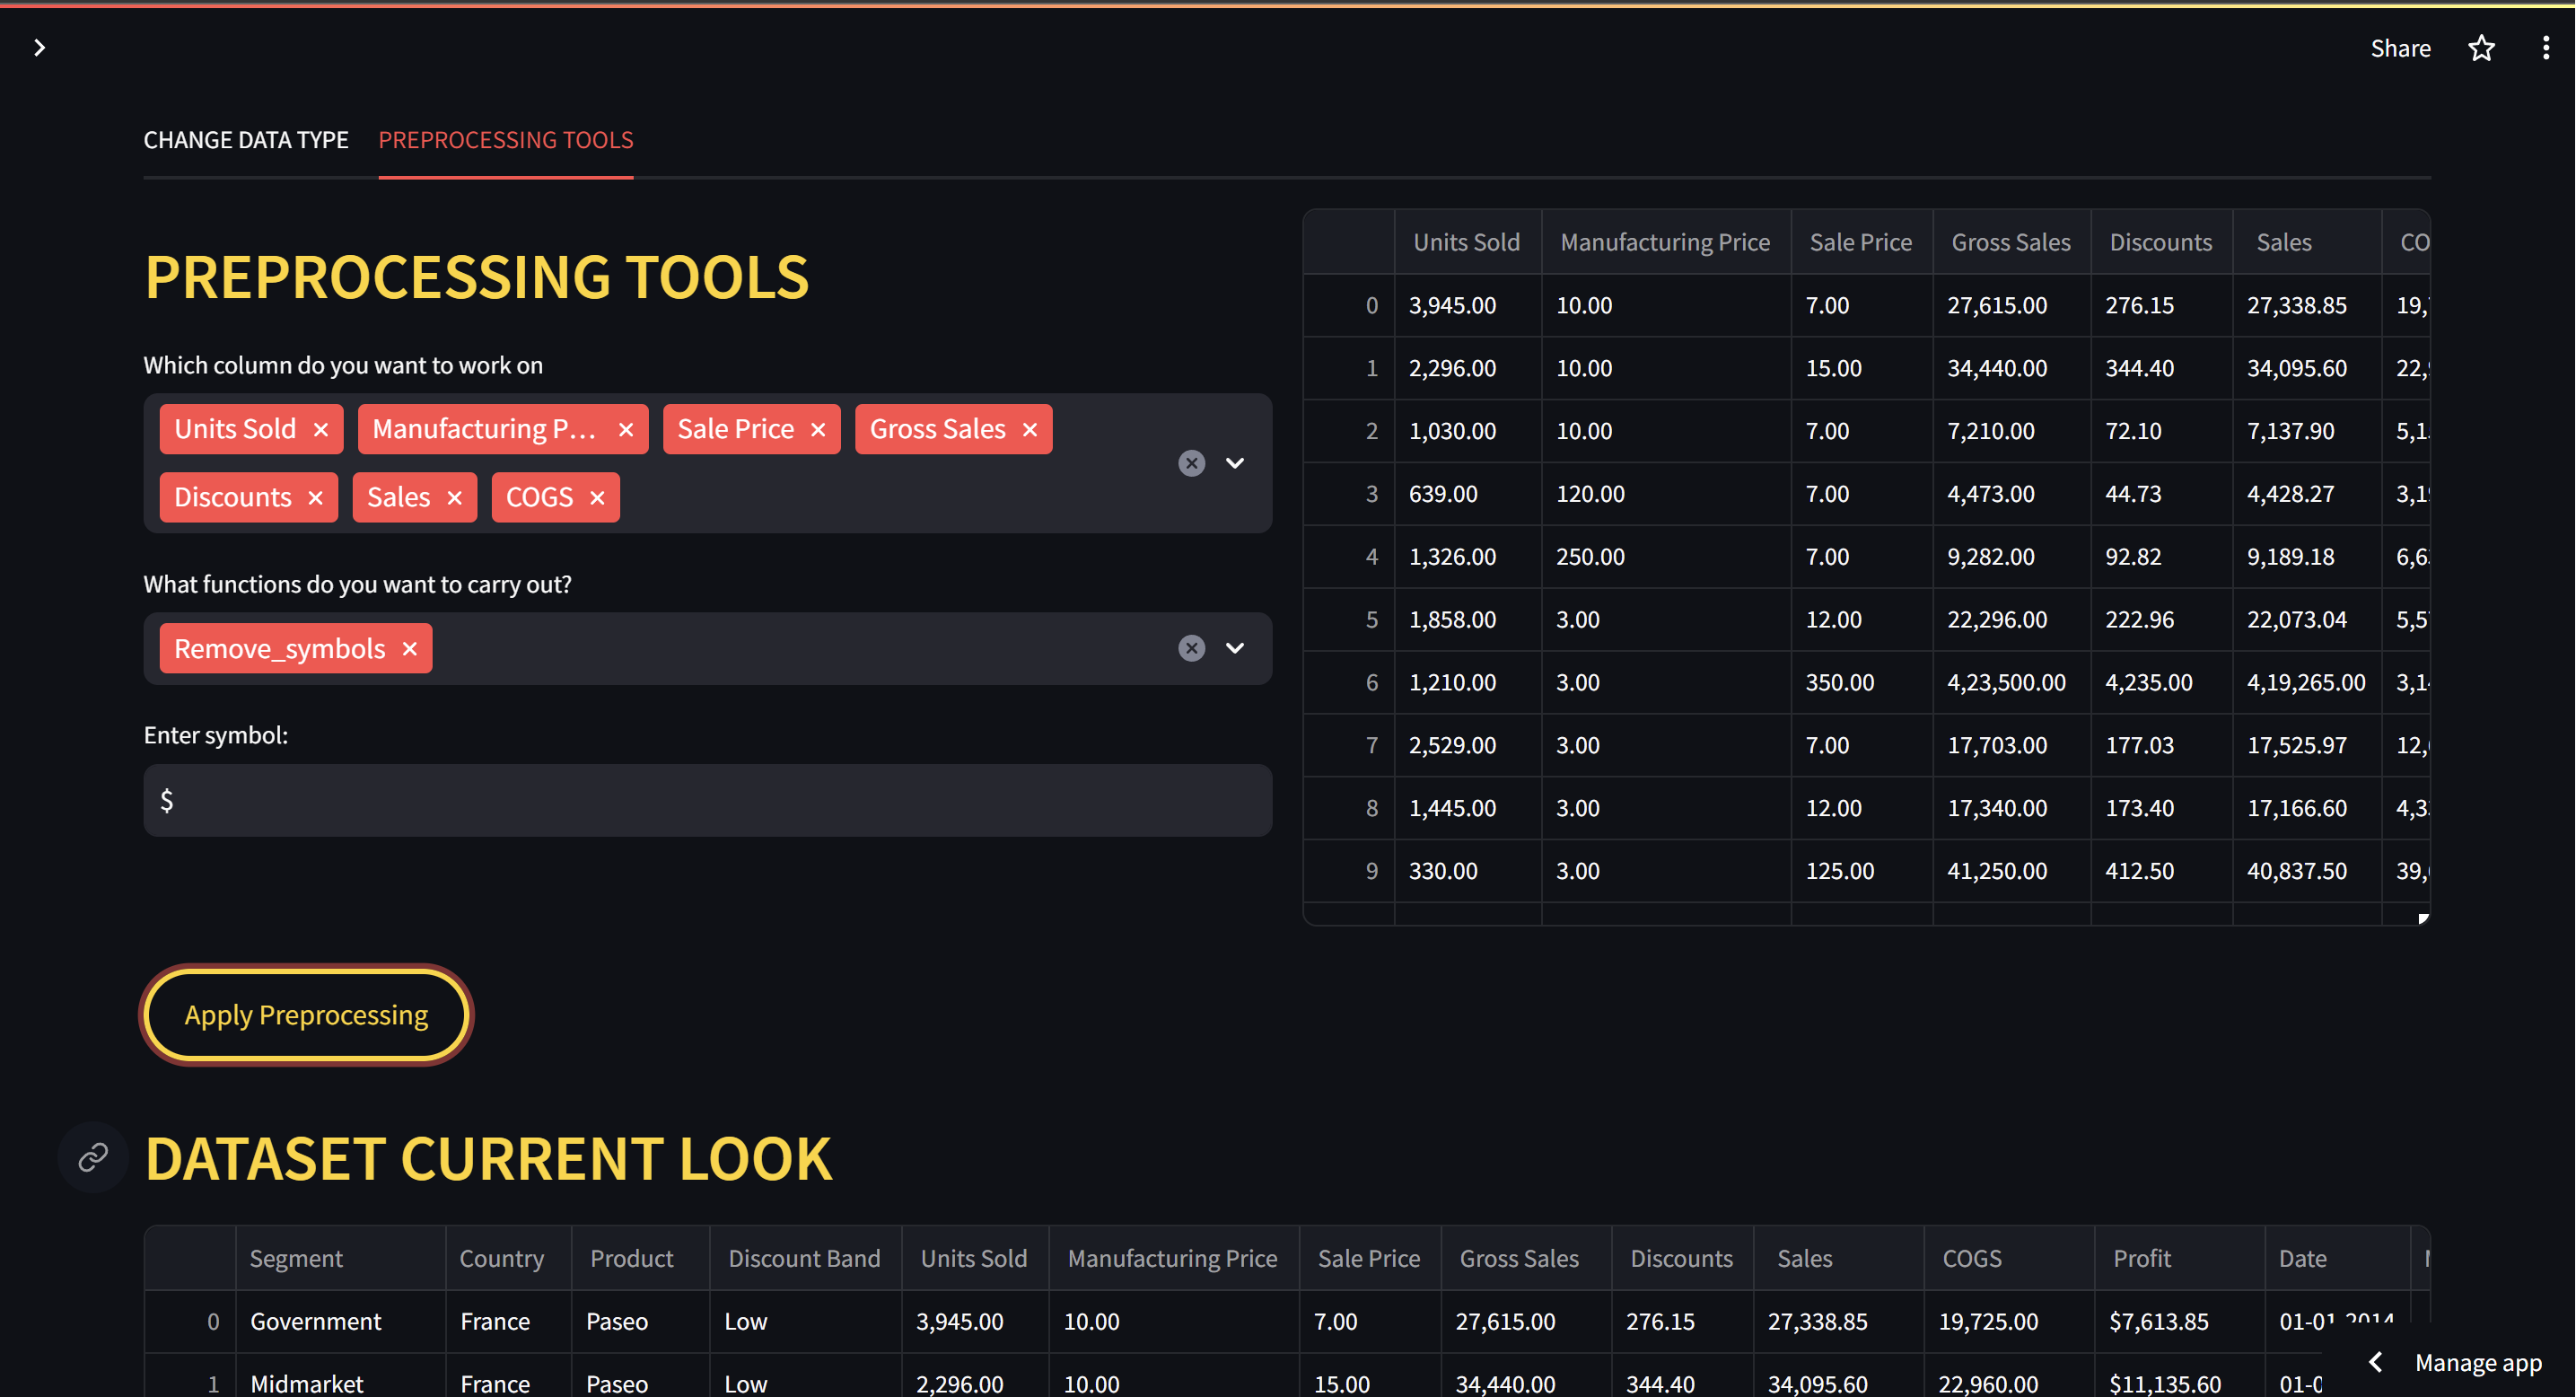 Share
CHANGE DATA TYPE PREPROCESSING TOOLS
PREPROCESSING TOOLS
Which column do you want to work on
Units Sold × Manufacturing P... × Sale Price × Gross Sales ×
Discounts × Sales × COGS ×
What functions do you want to carry out?
Remove_symbols ×
Enter symbol:
$
Apply Preprocessing
Units Sold Manufacturing Price Sale Price Gross Sales Discounts Sales CO
0 3,945.00 10.00 7.00 27,615.00 276.15 27,338.85 19,
1 2,296.00 10.00 15.00 34,440.00 344.40 34,095.60 22,
2 1,030.00 10.00 7.00 7,210.00 72.10 7,137.90 5,1
3 639.00 120.00 7.00 4,473.00 44.73 4,428.27 3,1
4 1,326.00 250.00 7.00 9,282.00 92.82 9,189.18 6,6
5 1,858.00 3.00 12.00 22,296.00 222.96 22,073.04 5,5
6 1,210.00 3.00 350.00 4,23,500.00 4,235.00 4,19,265.00 3,1
7 2,529.00 3.00 7.00 17,703.00 177.03 17,525.97 12,
8 1,445.00 3.00 12.00 17,340.00 173.40 17,166.60 4,3
9 330.00 3.00 125.00 41,250.00 412.50 40,837.50 39,
DATASET CURRENT LOOK
Segment Country Product Discount Band Units Sold Manufacturing Price Sale Price Gross Sales Discounts Sales COGS Profit Date
0 Government France Paseo Low 3,945.00 10.00 7.00 27,615.00 276.15 27,338.85 19,725.00 $7,613.85 01-01-2014
1 Midmarket France Paseo Low 2,296.00 10.00 15.00 34,440.00 344.40 34,095.60 22,960.00 $11,135.60 01-0
Manage app